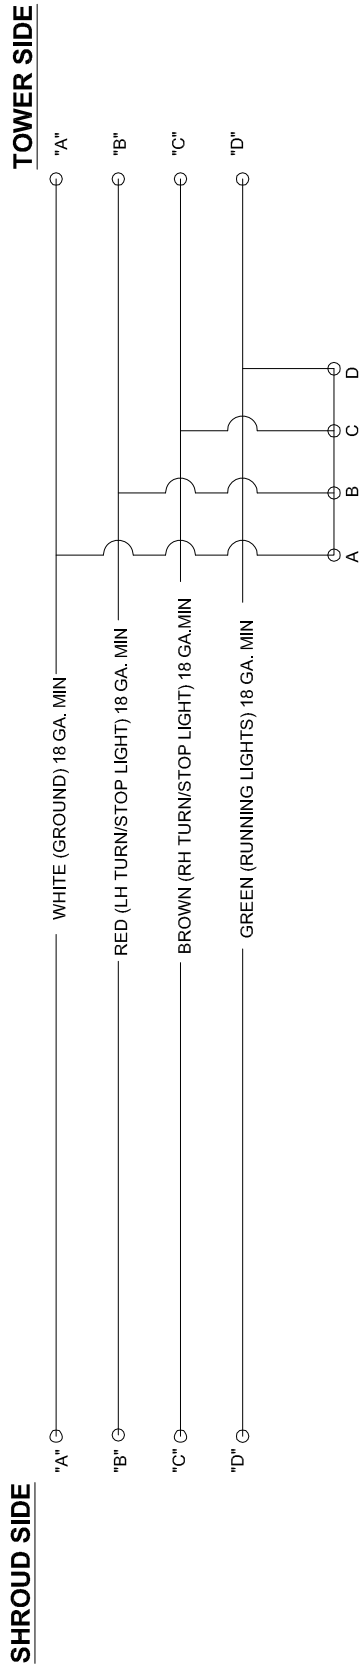 SHROUD SIDE
TOWER SIDE
"A"
WHITE (GROUND) 18 GA. MIN
"A"
"B"
RED (LH TURN/STOP LIGHT) 18 GA. MIN
"B"
"C"
BROWN (RH TURN/STOP LIGHT) 18 GA.MIN
"C"
"D"
GREEN (RUNNING LIGHTS) 18 GA. MIN
"D"
A
B
C
D